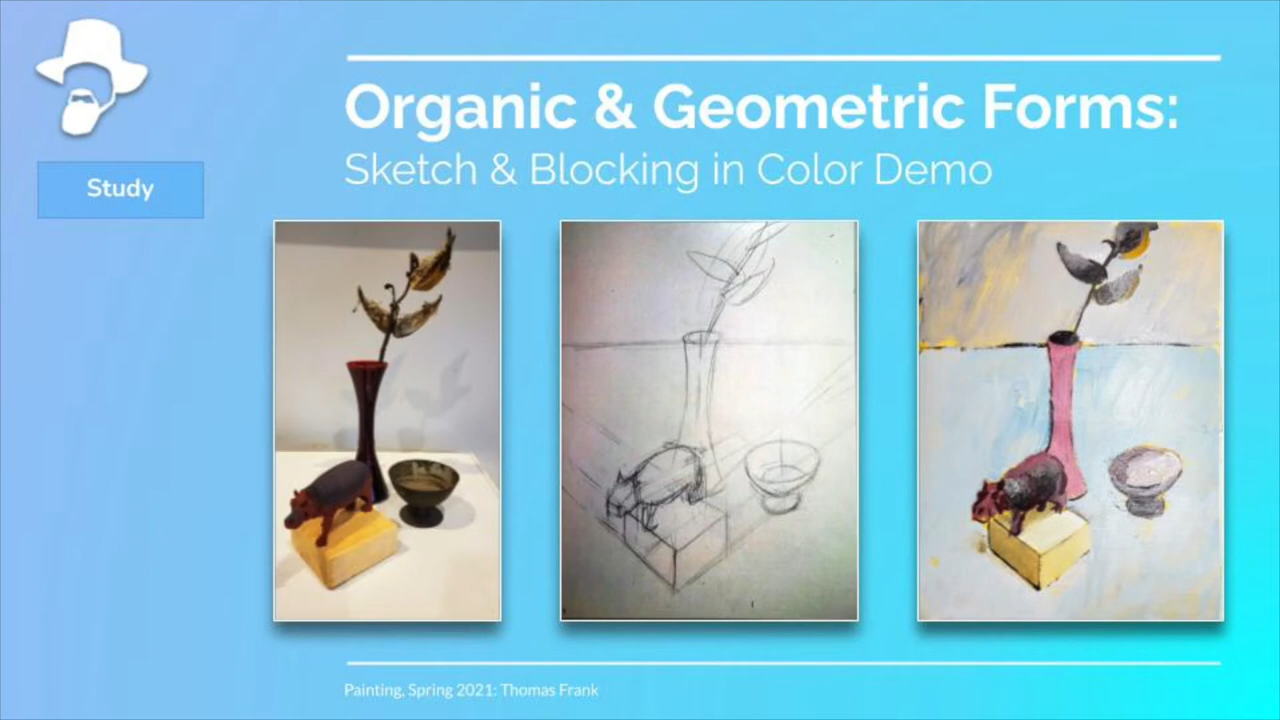 Study
Organic & Geometric Forms:
Sketch & Blocking in Color Demo
Painting, Spring 2021: Thomas Frank